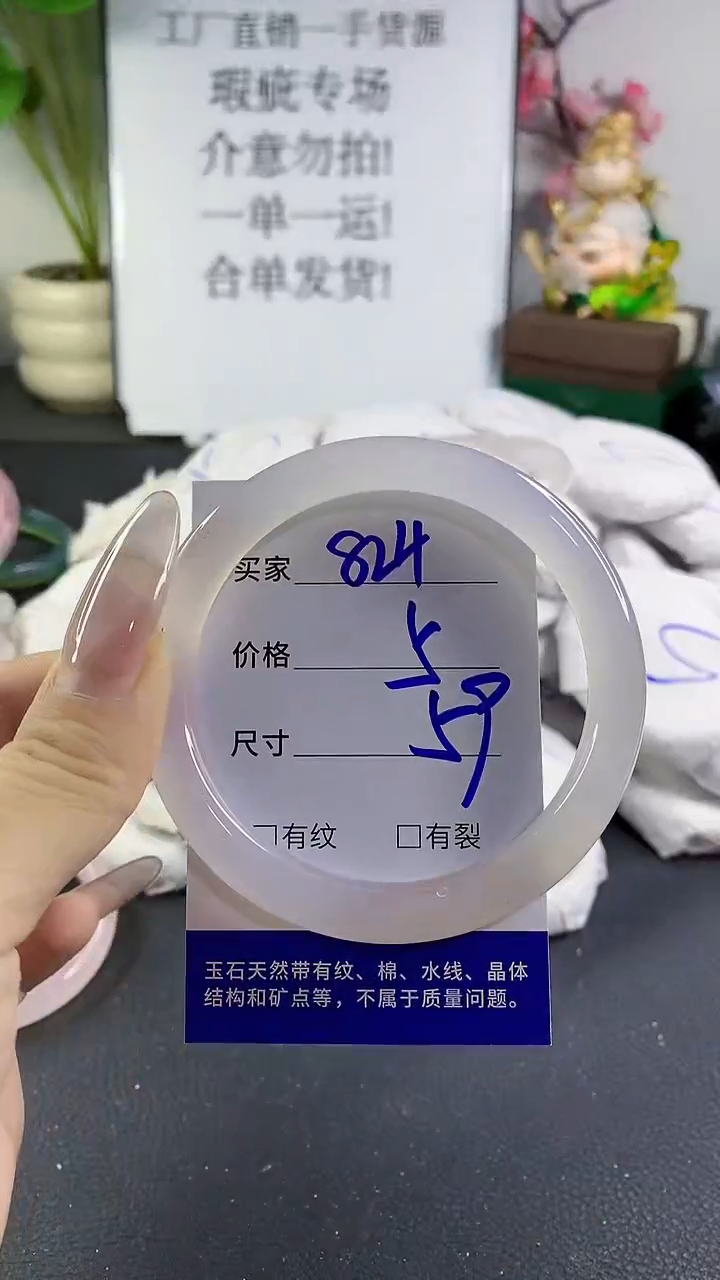 工厂直销一手货源
瑕疵专场
介意勿拍!
一单一运!
合单发货!
买家 824
价格 5
尺寸 59
□有纹 □有裂
玉石天然带有纹、棉、水线、晶体
结构和矿点等，不属于质量问题。